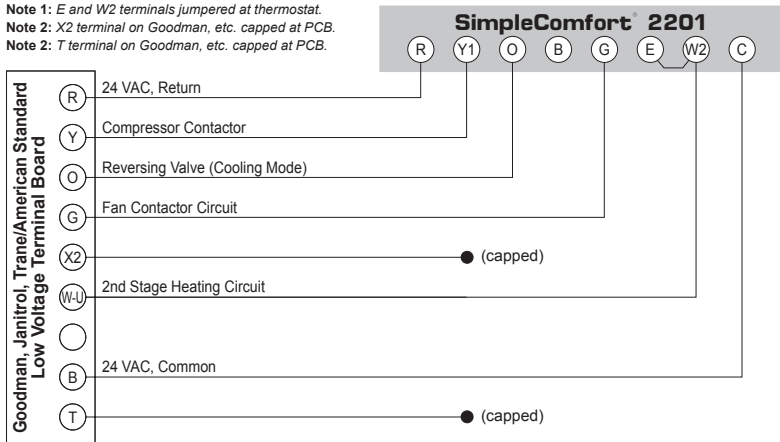 Note 1: E and W2 terminals jumpered at thermostat.
Note 2: X2 terminal on Goodman, etc. capped at PCB.
Note 2: T terminal on Goodman, etc. capped at PCB.
SimpleComfort® 2201
R Y1 O B G E W2 C
Goodman, Janitrol, Trane/American Standard
Low Voltage Terminal Board
R 24 VAC, Return
Y Compressor Contactor
O Reversing Valve (Cooling Mode)
G Fan Contactor Circuit
X2 (capped)
W-U 2nd Stage Heating Circuit
B 24 VAC, Common
T (capped)